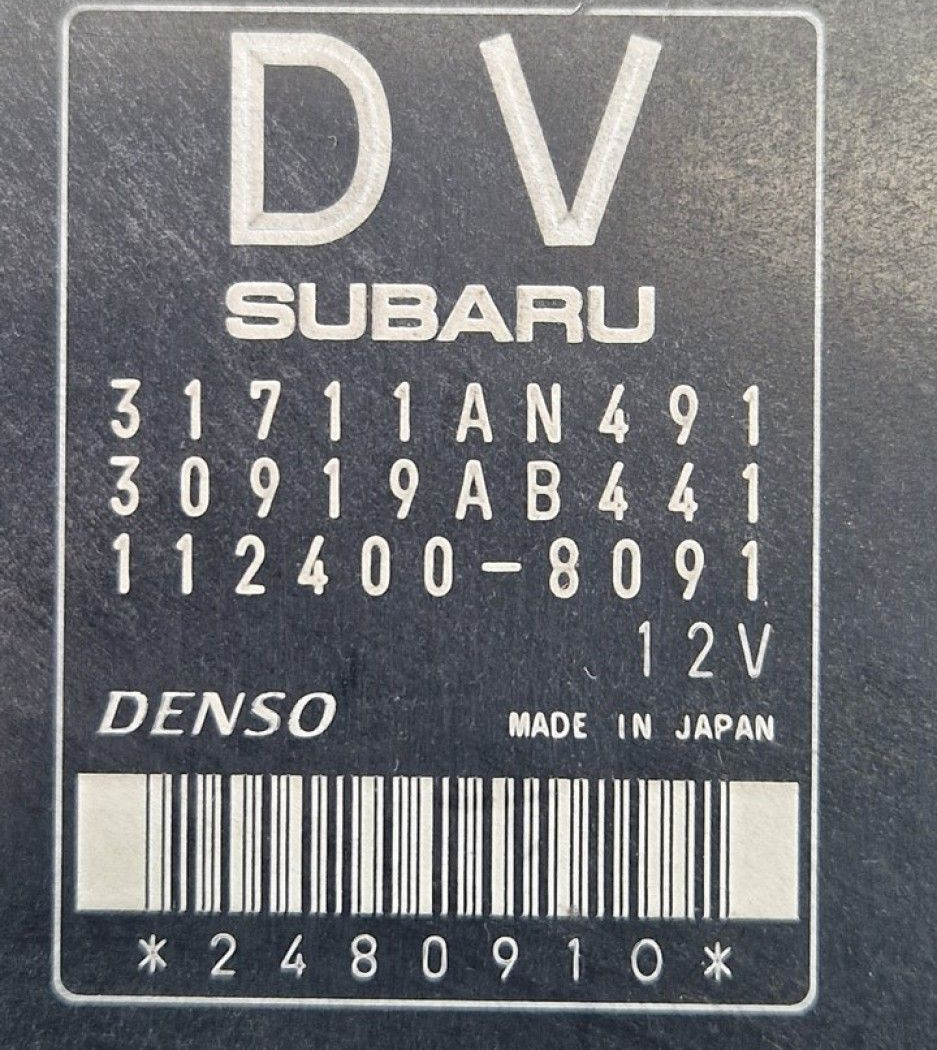 DV
SUBARU
31711AN491
30919AB441
112400-8091
12V
DENSO MADE IN JAPAN
*2480910*